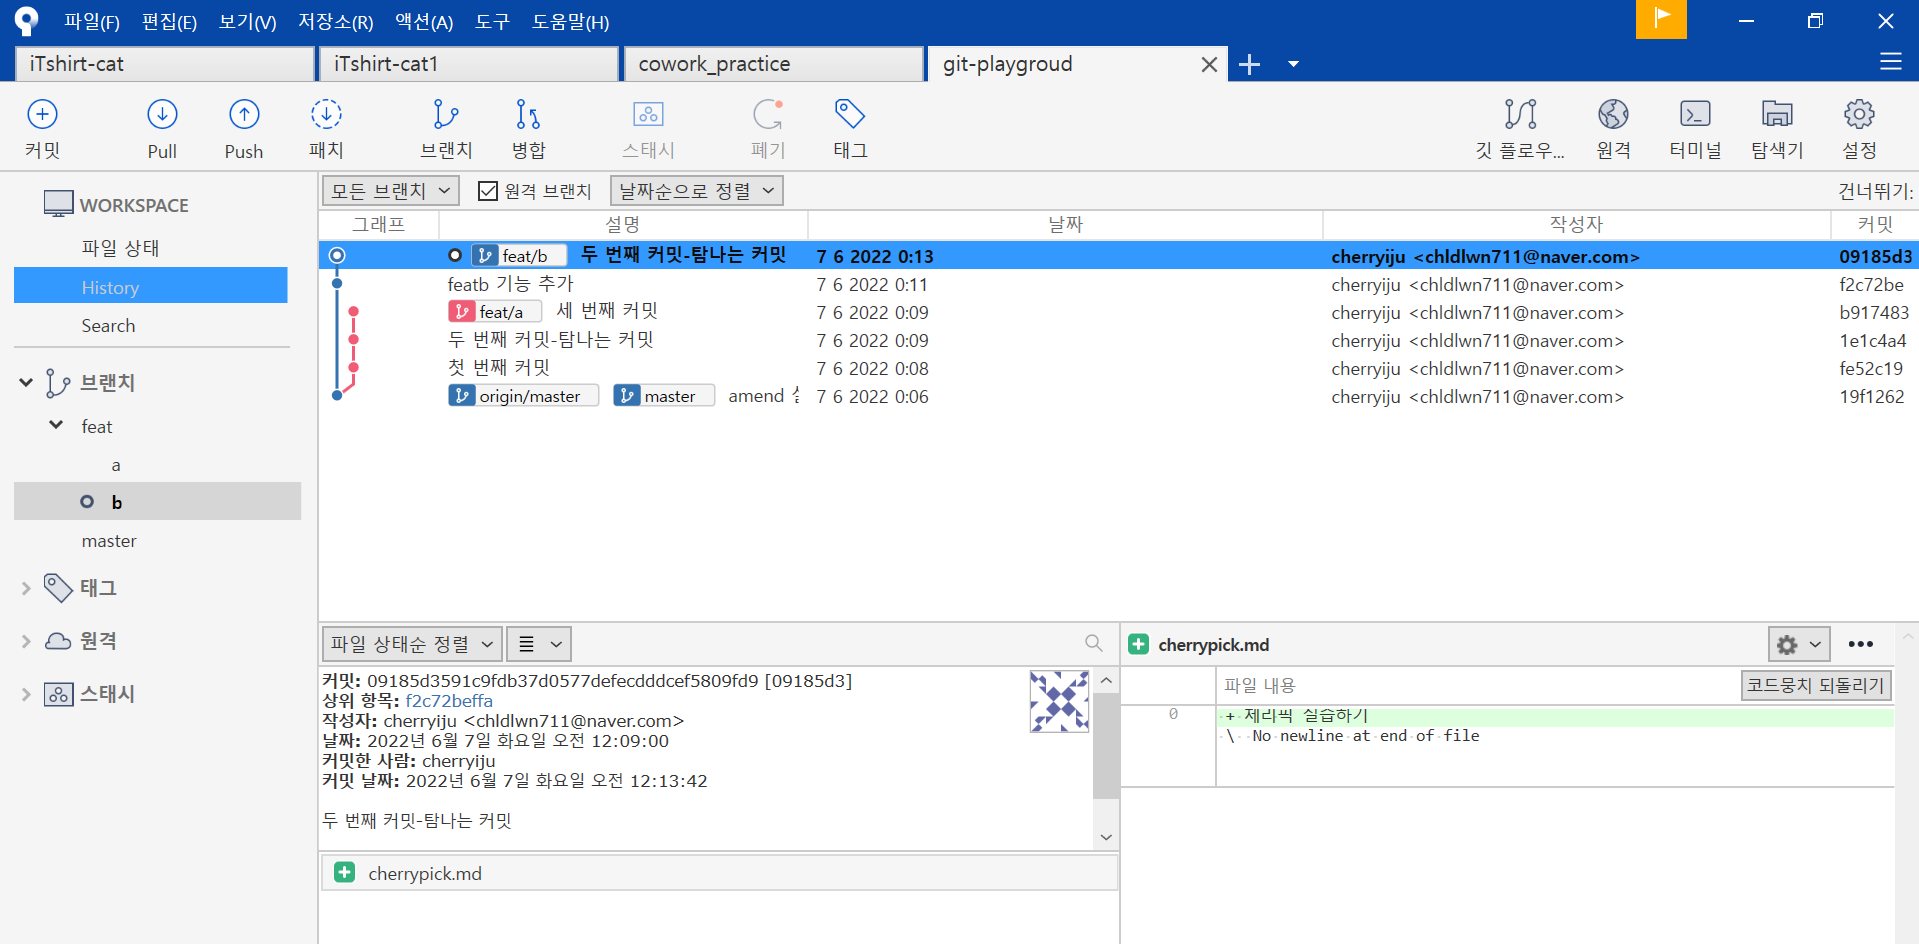 파일(F) 편집(E) 보기(V) 저장소(R) 액션(A) 도구 도움말(H)
iTshirt-cat iTshirt-cat1 cowork_practice git-playgroud
커밋 Pull Push 패치 브랜치 병합 스태시 폐기 태그 깃 플로우... 원격 터미널 탐색기 설정
WORKSPACE
파일 상태
History
Search
브랜치
feat
a
b
master
태그
원격
스태시
모든 브랜치 원격 브랜치 날짜순으로 정렬 건너뛰기:
그래프 설명 날짜 작성자 커밋
feat/b 두 번째 커밋-탐나는 커밋 7 6 2022 0:13 cherryiju <chldlwn711@naver.com> 09185d3
featb 기능 추가 7 6 2022 0:11 cherryiju <chldlwn711@naver.com> f2c72be
feat/a 세 번째 커밋 7 6 2022 0:09 cherryiju <chldlwn711@naver.com> b917483
두 번째 커밋-탐나는 커밋 7 6 2022 0:09 cherryiju <chldlwn711@naver.com> 1e1c4a4
첫 번째 커밋 7 6 2022 0:08 cherryiju <chldlwn711@naver.com> fe52c19
origin/master master amend 7 6 2022 0:06 cherryiju <chldlwn711@naver.com> 19f1262
파일 상태순 정렬
커밋: 09185d3591c9fdb37d0577defecdddcef5809fd9 [09185d3]
상위 항목: f2c72beffa
작성자: cherryiju <chldlwn711@naver.com>
날짜: 2022년 6월 7일 화요일 오전 12:09:00
커밋한 사람: cherryiju
커밋 날짜: 2022년 6월 7일 화요일 오전 12:13:42
두 번째 커밋-탐나는 커밋
cherrypick.md
cherrypick.md
파일 내용 코드뭉치 되돌리기
0 + 체리픽 실습하기
\ No newline at end of file